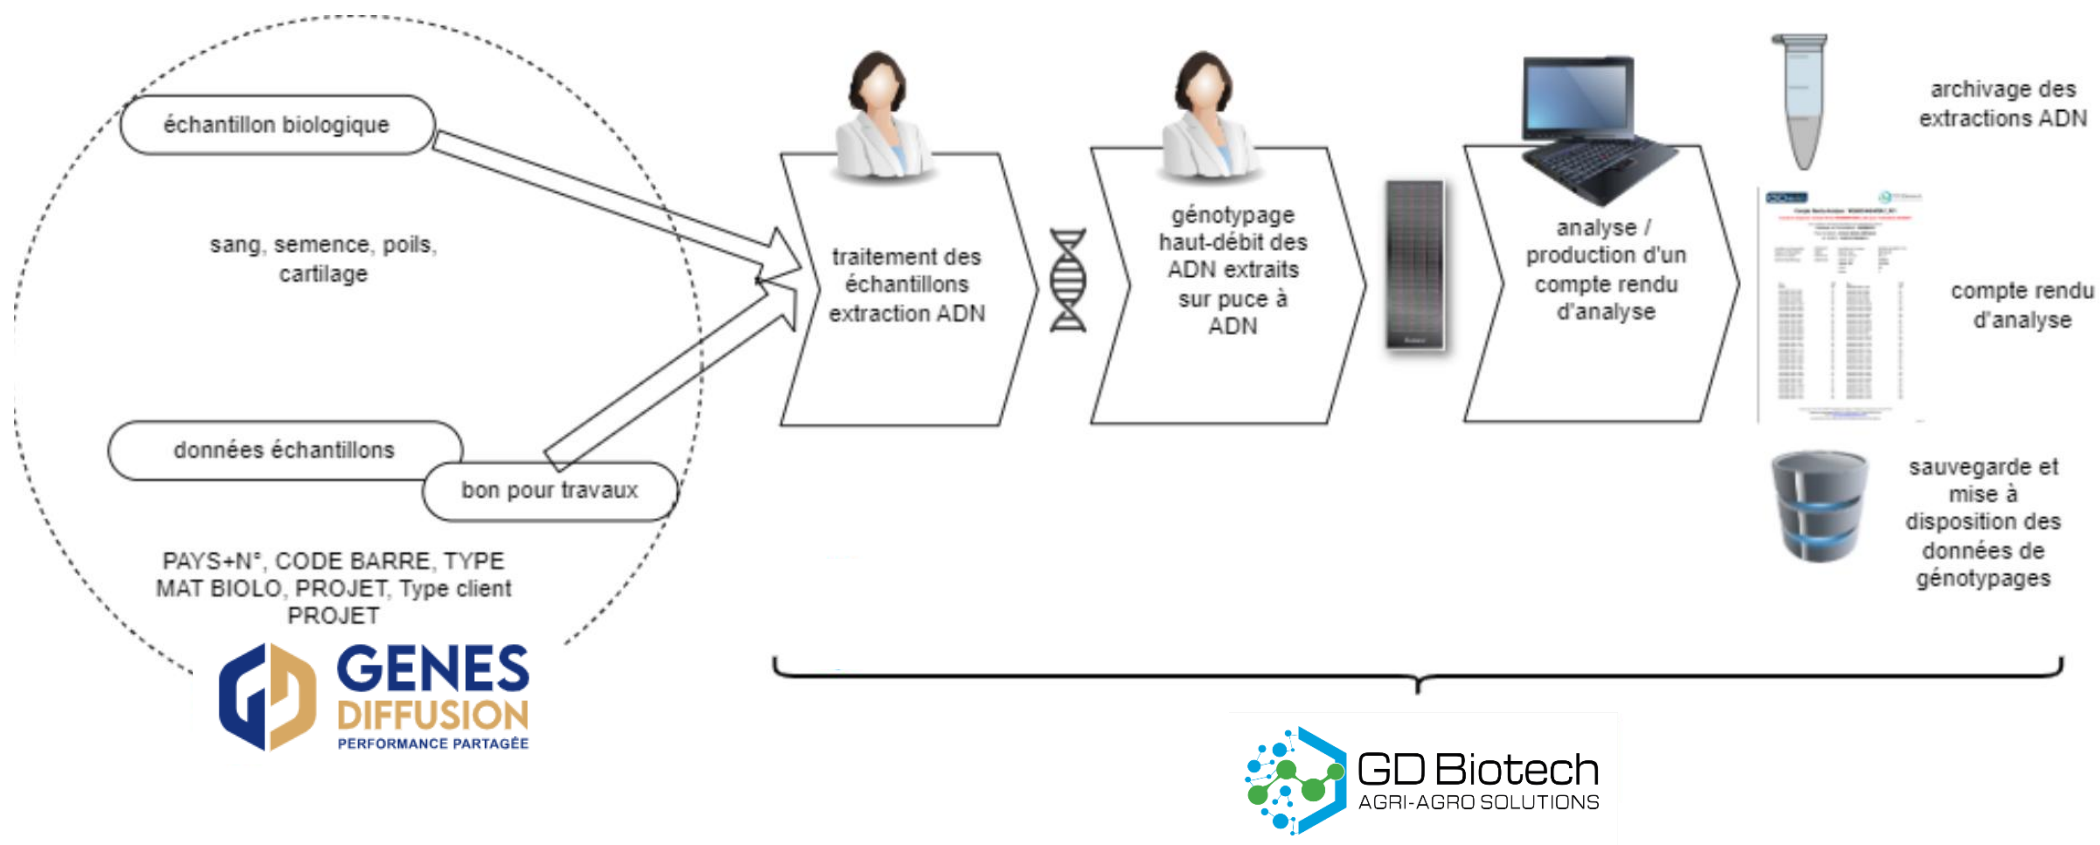 échantillon biologique
sang, semence, poils,
cartilage
données échantillons
bon pour travaux
PAYS+N°, CODE BARRE, TYPE
MAT BIOLO, PROJET, Type client
PROJET
GENES
DIFFUSION
PERFORMANCE PARTAGÉE
traitement des
échantillons
extraction ADN
génotypage
haut-débit des
ADN extraits
sur puce à
ADN
analyse /
production d'un
compte rendu
d'analyse
archivage des
extractions ADN
compte rendu
d'analyse
sauvegarde et
mise à
disposition des
données de
génotypages
GD Biotech
AGRI-AGRO SOLUTIONS